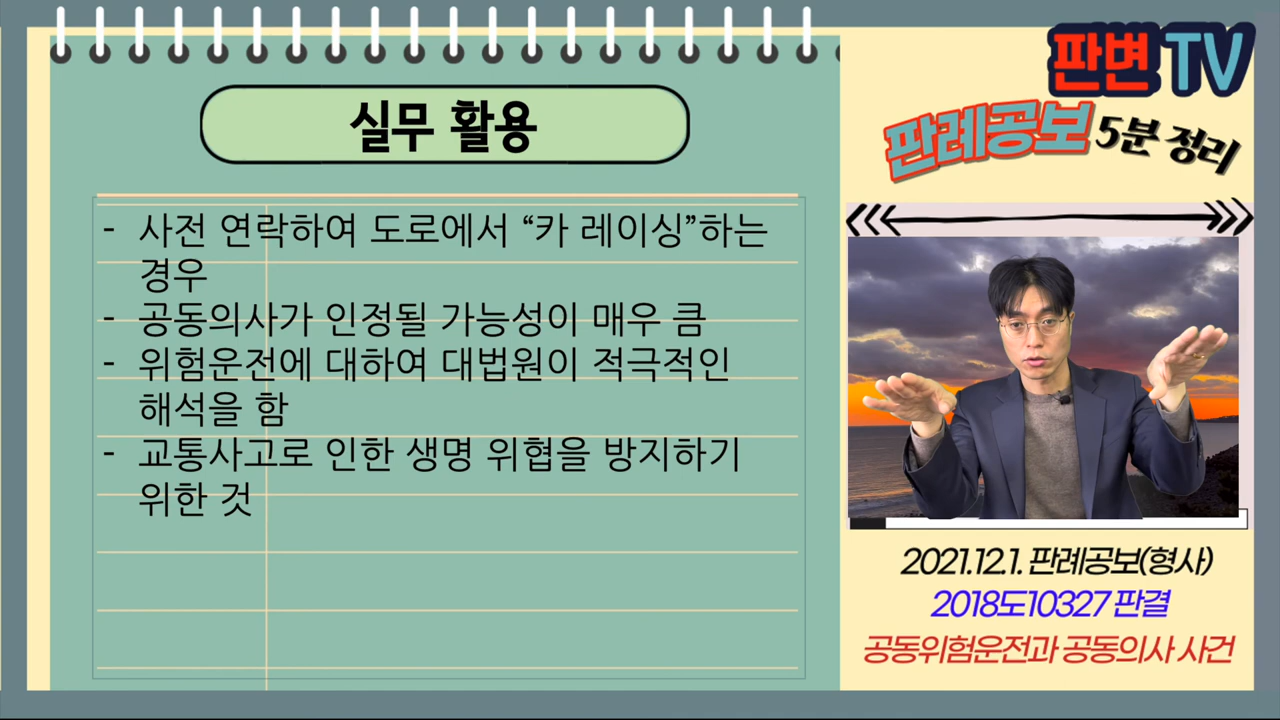 실무 활용
- 사전 연락하여 도로에서 “카 레이싱”하는
경우
- 공동의사가 인정될 가능성이 매우 큼
- 위험운전에 대하여 대법원이 적극적인
해석을 함
- 교통사고로 인한 생명 위협을 방지하기
위한 것
판변 TV
판례공보 5분 정리
2021.12.1. 판례공보(형사)
2018도10327 판결
공동위험운전과 공동의사 사건